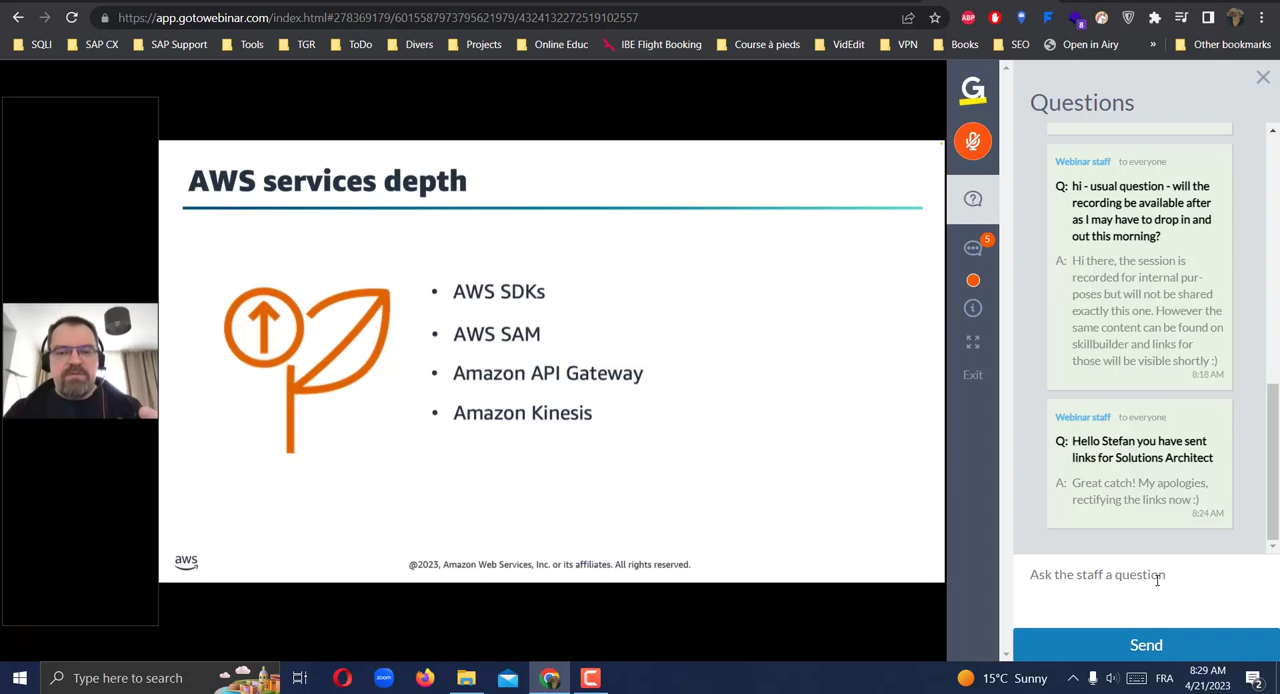 https://app.gotowebinar.com/index.html#278369179/6015587973795621979/4324132272519102557
ABP
8
SQLI
SAP CX
SAP Support
Tools
TGR
ToDo
Divers
Projects
Online Educ
IBE Flight Booking
Course à pieds
VidEdit
VPN
Books
SEO
Open in Airy
»
Other bookmarks
AWS services depth
• AWS SDKs
• AWS SAM
• Amazon API Gateway
• Amazon Kinesis
aws
@2023, Amazon Web Services, Inc. or its affiliates. All rights reserved.
G
5
Exit
Questions
Webinar staff to everyone
Q: hi - usual question - will the
recording be available after
as I may have to drop in and
out this morning?
A: Hi there, the session is
recorded for internal pur-
poses but will not be shared
exactly this one. However the
same content can be found on
skillbuilder and links for
those will be visible shortly :)
8:18 AM
Webinar staff to everyone
Q: Hello Stefan you have sent
links for Solutions Architect
A: Great catch! My apologies,
rectifying the links now :)
8:24 AM
Ask the staff a question
Send
Type here to search
zoom
15°C Sunny
FRA
8:29 AM
4/21/2023
2